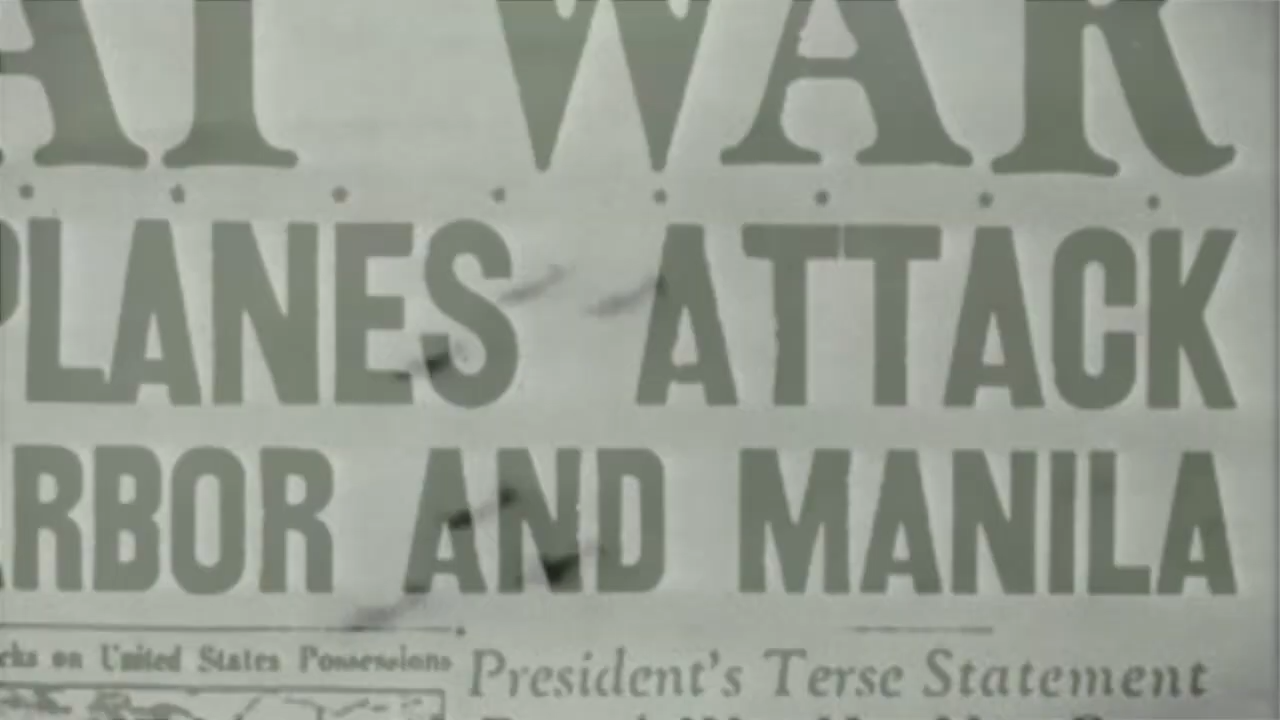 AT WAR
PLANES ATTACK
RBOR AND MANILA
cks on United States Possessions
President's Terse Statement